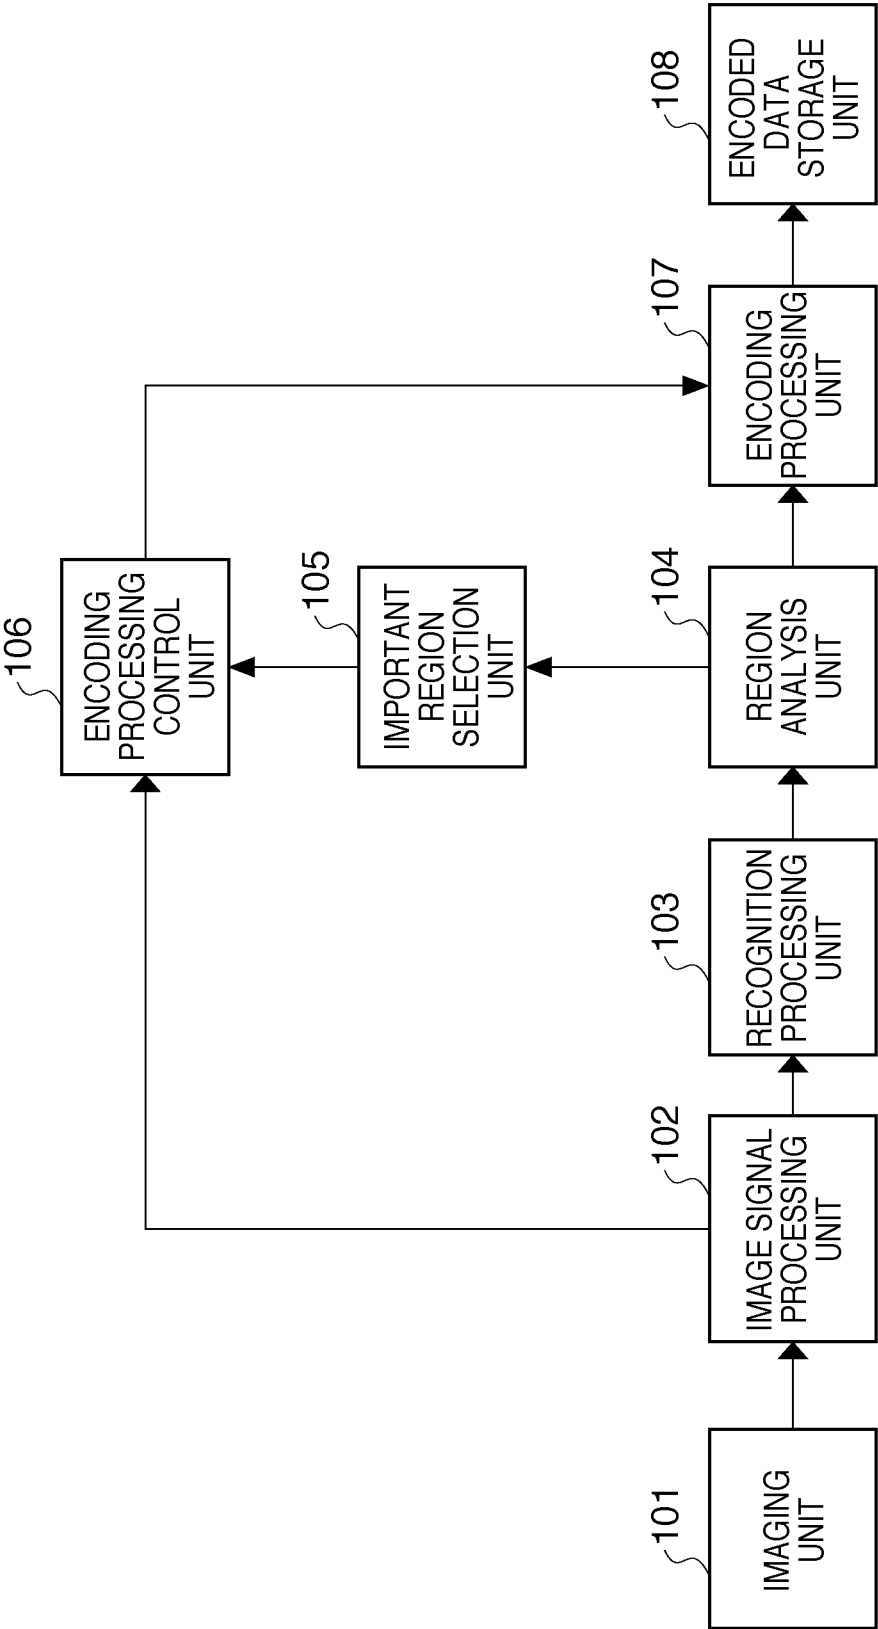 106
ENCODING
PROCESSING
CONTROL
UNIT
105
IMPORTANT
REGION
SELECTION
UNIT
101
IMAGING
UNIT
102
IMAGE SIGNAL
PROCESSING
UNIT
103
RECOGNITION
PROCESSING
UNIT
104
REGION
ANALYSIS
UNIT
107
ENCODING
PROCESSING
UNIT
108
ENCODED
DATA
STORAGE
UNIT